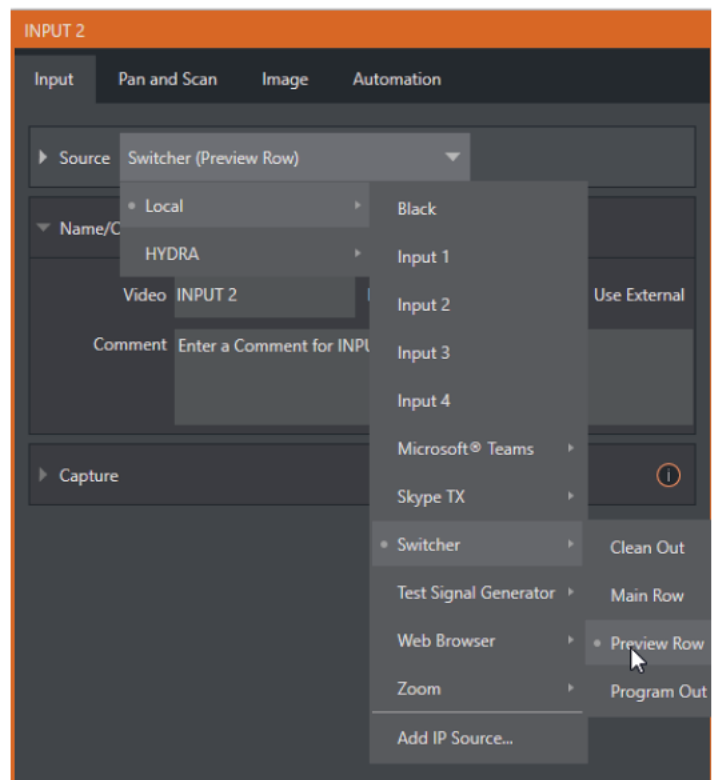 INPUT 2
Input Pan and Scan Image Automation
Source Switcher (Preview Row)
Local
HYDRA
Name/C
Video INPUT 2 Use External
Comment Enter a Comment for INPU
Capture
Black
Input 1
Input 2
Input 3
Input 4
Microsoft® Teams
Skype TX
Switcher
Test Signal Generator
Web Browser
Zoom
Add IP Source...
Clean Out
Main Row
Preview Row
Program Out